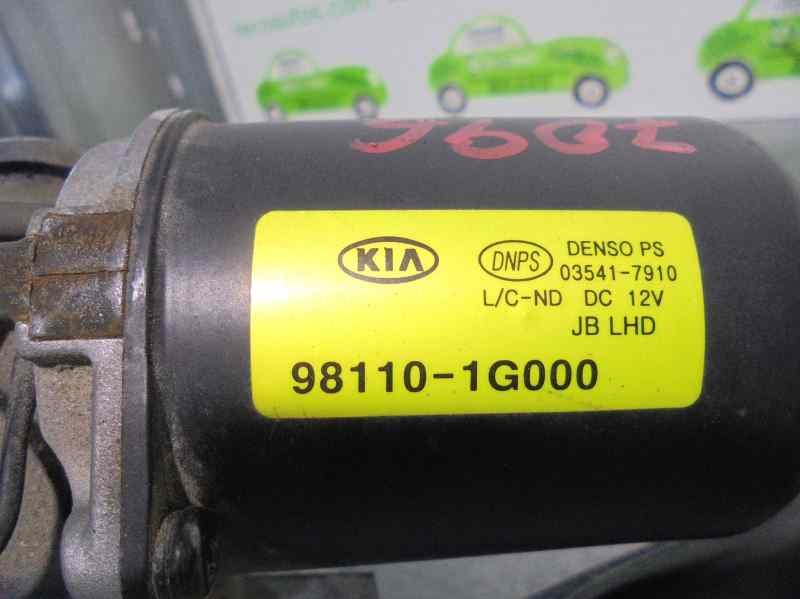 KIA
DNPS
DENSO PS
03541-7910
L/C-ND DC 12V
JB LHD
98110-1G000